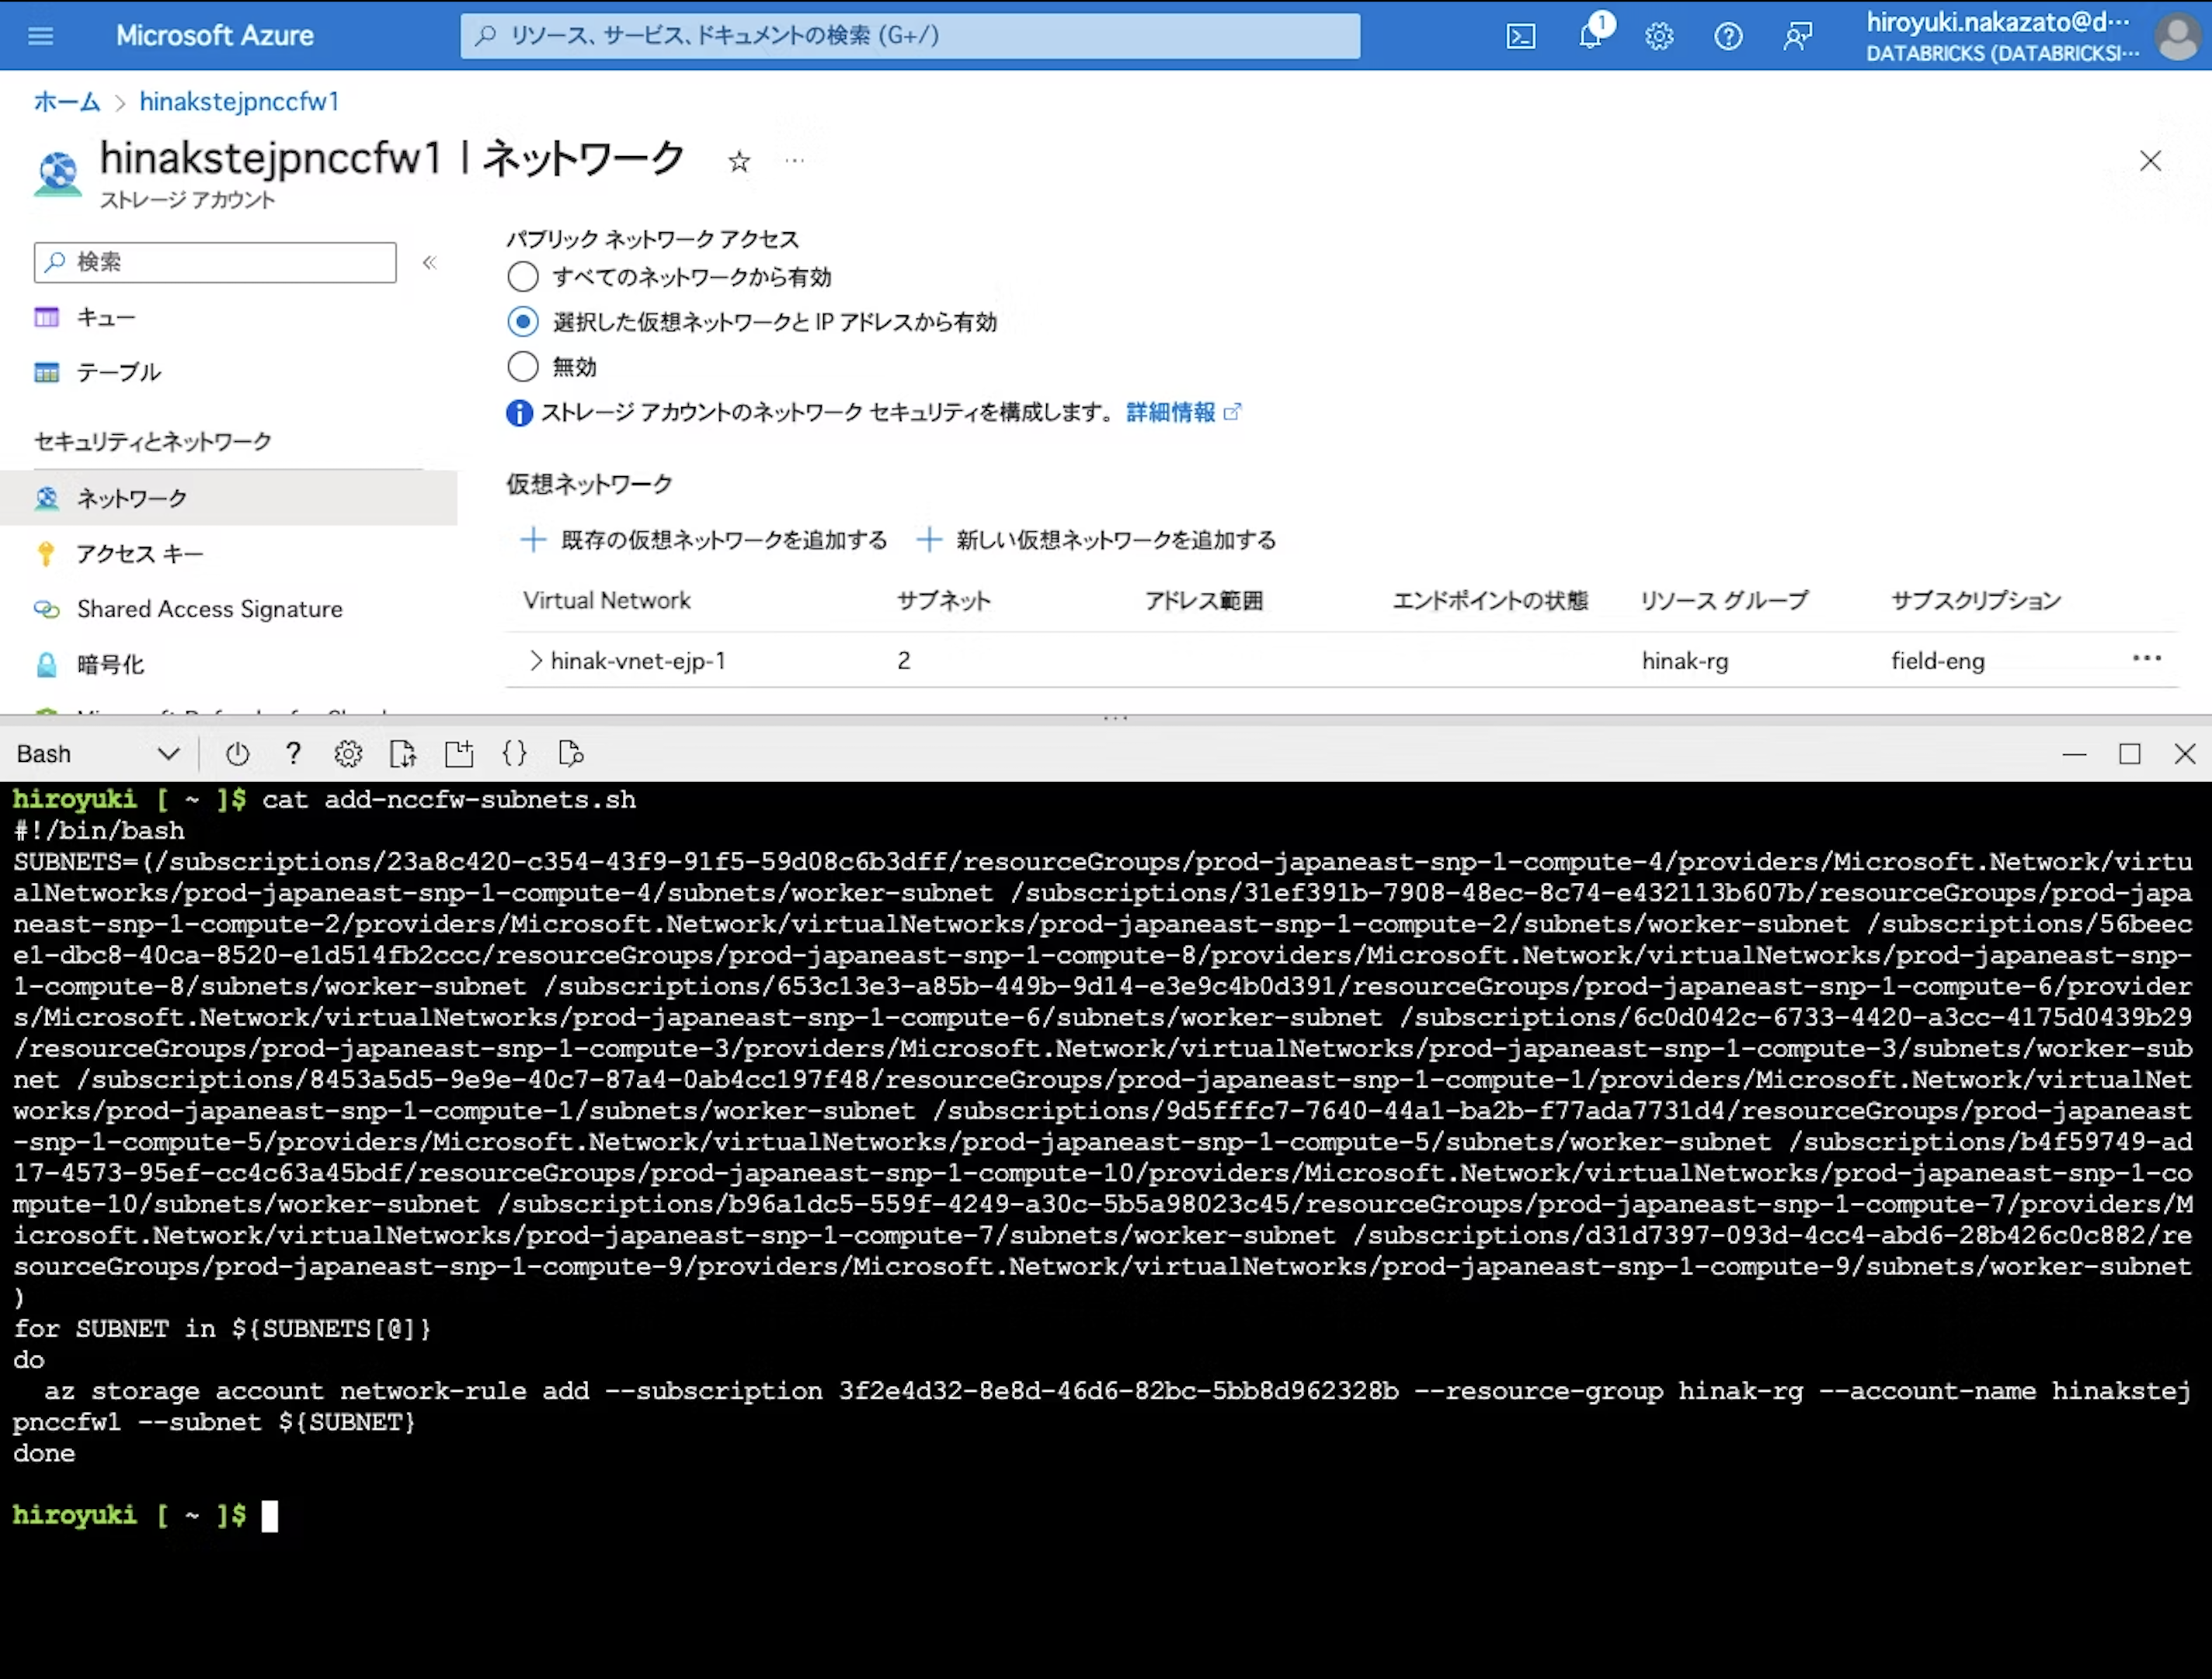 Microsoft Azure
リソース、サービス、ドキュメントの検索 (G+/)
1
hiroyuki.nakazato@d···
DATABRICKS (DATABRICKSI···
ホーム > hinakstejpnccfw1
hinakstejpnccfw1 | ネットワーク
ストレージ アカウント
検索
キュー
テーブル
セキュリティとネットワーク
ネットワーク
アクセス キー
Shared Access Signature
暗号化
パブリック ネットワーク アクセス
すべてのネットワークから有効
選択した仮想ネットワークと IP アドレスから有効
無効
ストレージ アカウントのネットワーク セキュリティを構成します。 詳細情報
仮想ネットワーク
既存の仮想ネットワークを追加する
新しい仮想ネットワークを追加する
Virtual Network サブネット アドレス範囲 エンドポイントの状態 リソース グループ サブスクリプション
hinak-vnet-ejp-1 2 hinak-rg field-eng
Bash
hiroyuki [ ~ ]$ cat add-nccfw-subnets.sh
#!/bin/bash
SUBNETS=(/subscriptions/23a8c420-c354-43f9-91f5-59d08c6b3dff/resourceGroups/prod-japaneast-snp-1-compute-4/providers/Microsoft.Network/virtu
alNetworks/prod-japaneast-snp-1-compute-4/subnets/worker-subnet /subscriptions/31ef391b-7908-48ec-8c74-e432113b607b/resourceGroups/prod-japa
neast-snp-1-compute-2/providers/Microsoft.Network/virtualNetworks/prod-japaneast-snp-1-compute-2/subnets/worker-subnet /subscriptions/56beec
e1-dbc8-40ca-8520-e1d514fb2ccc/resourceGroups/prod-japaneast-snp-1-compute-8/providers/Microsoft.Network/virtualNetworks/prod-japaneast-snp-
1-compute-8/subnets/worker-subnet /subscriptions/653c13e3-a85b-449b-9d14-e3e9c4b0d391/resourceGroups/prod-japaneast-snp-1-compute-6/provider
s/Microsoft.Network/virtualNetworks/prod-japaneast-snp-1-compute-6/subnets/worker-subnet /subscriptions/6c0d042c-6733-4420-a3cc-4175d0439b29
/resourceGroups/prod-japaneast-snp-1-compute-3/providers/Microsoft.Network/virtualNetworks/prod-japaneast-snp-1-compute-3/subnets/worker-sub
net /subscriptions/8453a5d5-9e9e-40c7-87a4-0ab4cc197f48/resourceGroups/prod-japaneast-snp-1-compute-1/providers/Microsoft.Network/virtualNet
works/prod-japaneast-snp-1-compute-1/subnets/worker-subnet /subscriptions/9d5fffc7-7640-44a1-ba2b-f77ada7731d4/resourceGroups/prod-japaneast
-snp-1-compute-5/providers/Microsoft.Network/virtualNetworks/prod-japaneast-snp-1-compute-5/subnets/worker-subnet /subscriptions/b4f59749-ad
17-4573-95ef-cc4c63a45bdf/resourceGroups/prod-japaneast-snp-1-compute-10/providers/Microsoft.Network/virtualNetworks/prod-japaneast-snp-1-co
mpute-10/subnets/worker-subnet /subscriptions/b96a1dc5-559f-4249-a30c-5b5a98023c45/resourceGroups/prod-japaneast-snp-1-compute-7/providers/M
icrosoft.Network/virtualNetworks/prod-japaneast-snp-1-compute-7/subnets/worker-subnet /subscriptions/d31d7397-093d-4cc4-abd6-28b426c0c882/re
sourceGroups/prod-japaneast-snp-1-compute-9/providers/Microsoft.Network/virtualNetworks/prod-japaneast-snp-1-compute-9/subnets/worker-subnet
)
for SUBNET in ${SUBNETS[@]}
do
az storage account network-rule add --subscription 3f2e4d32-8e8d-46d6-82bc-5bb8d962328b --resource-group hinak-rg --account-name hinakstej
pnccfw1 --subnet ${SUBNET}
done
hiroyuki [ ~ ]$